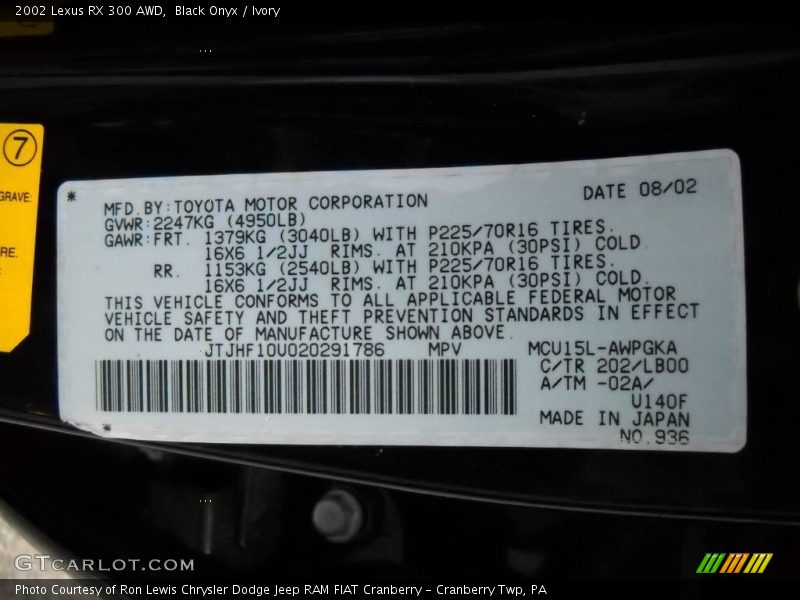 2002 Lexus RX 300 AWD, Black Onyx / Ivory
7
GRAVE:
RE.
* DATE 08/02
MFD.BY:TOYOTA MOTOR CORPORATION
GVWR:2247KG (4950LB)
GAWR:FRT. 1379KG (3040LB) WITH P225/70R16 TIRES.
16X6 1/2JJ RIMS. AT 210KPA (30PSI) COLD.
RR. 1153KG (2540LB) WITH P225/70R16 TIRES.
16X6 1/2JJ RIMS. AT 210KPA (30PSI) COLD.
THIS VEHICLE CONFORMS TO ALL APPLICABLE FEDERAL MOTOR
VEHICLE SAFETY AND THEFT PREVENTION STANDARDS IN EFFECT
ON THE DATE OF MANUFACTURE SHOWN ABOVE.
JTJHF10U020291786 MPV MCU15L-AWPGKA
C/TR 202/LB00
A/TM -02A/
U140F
MADE IN JAPAN
* NO.936
GTCARLOT.COM
Photo Courtesy of Ron Lewis Chrysler Dodge Jeep RAM FIAT Cranberry - Cranberry Twp, PA